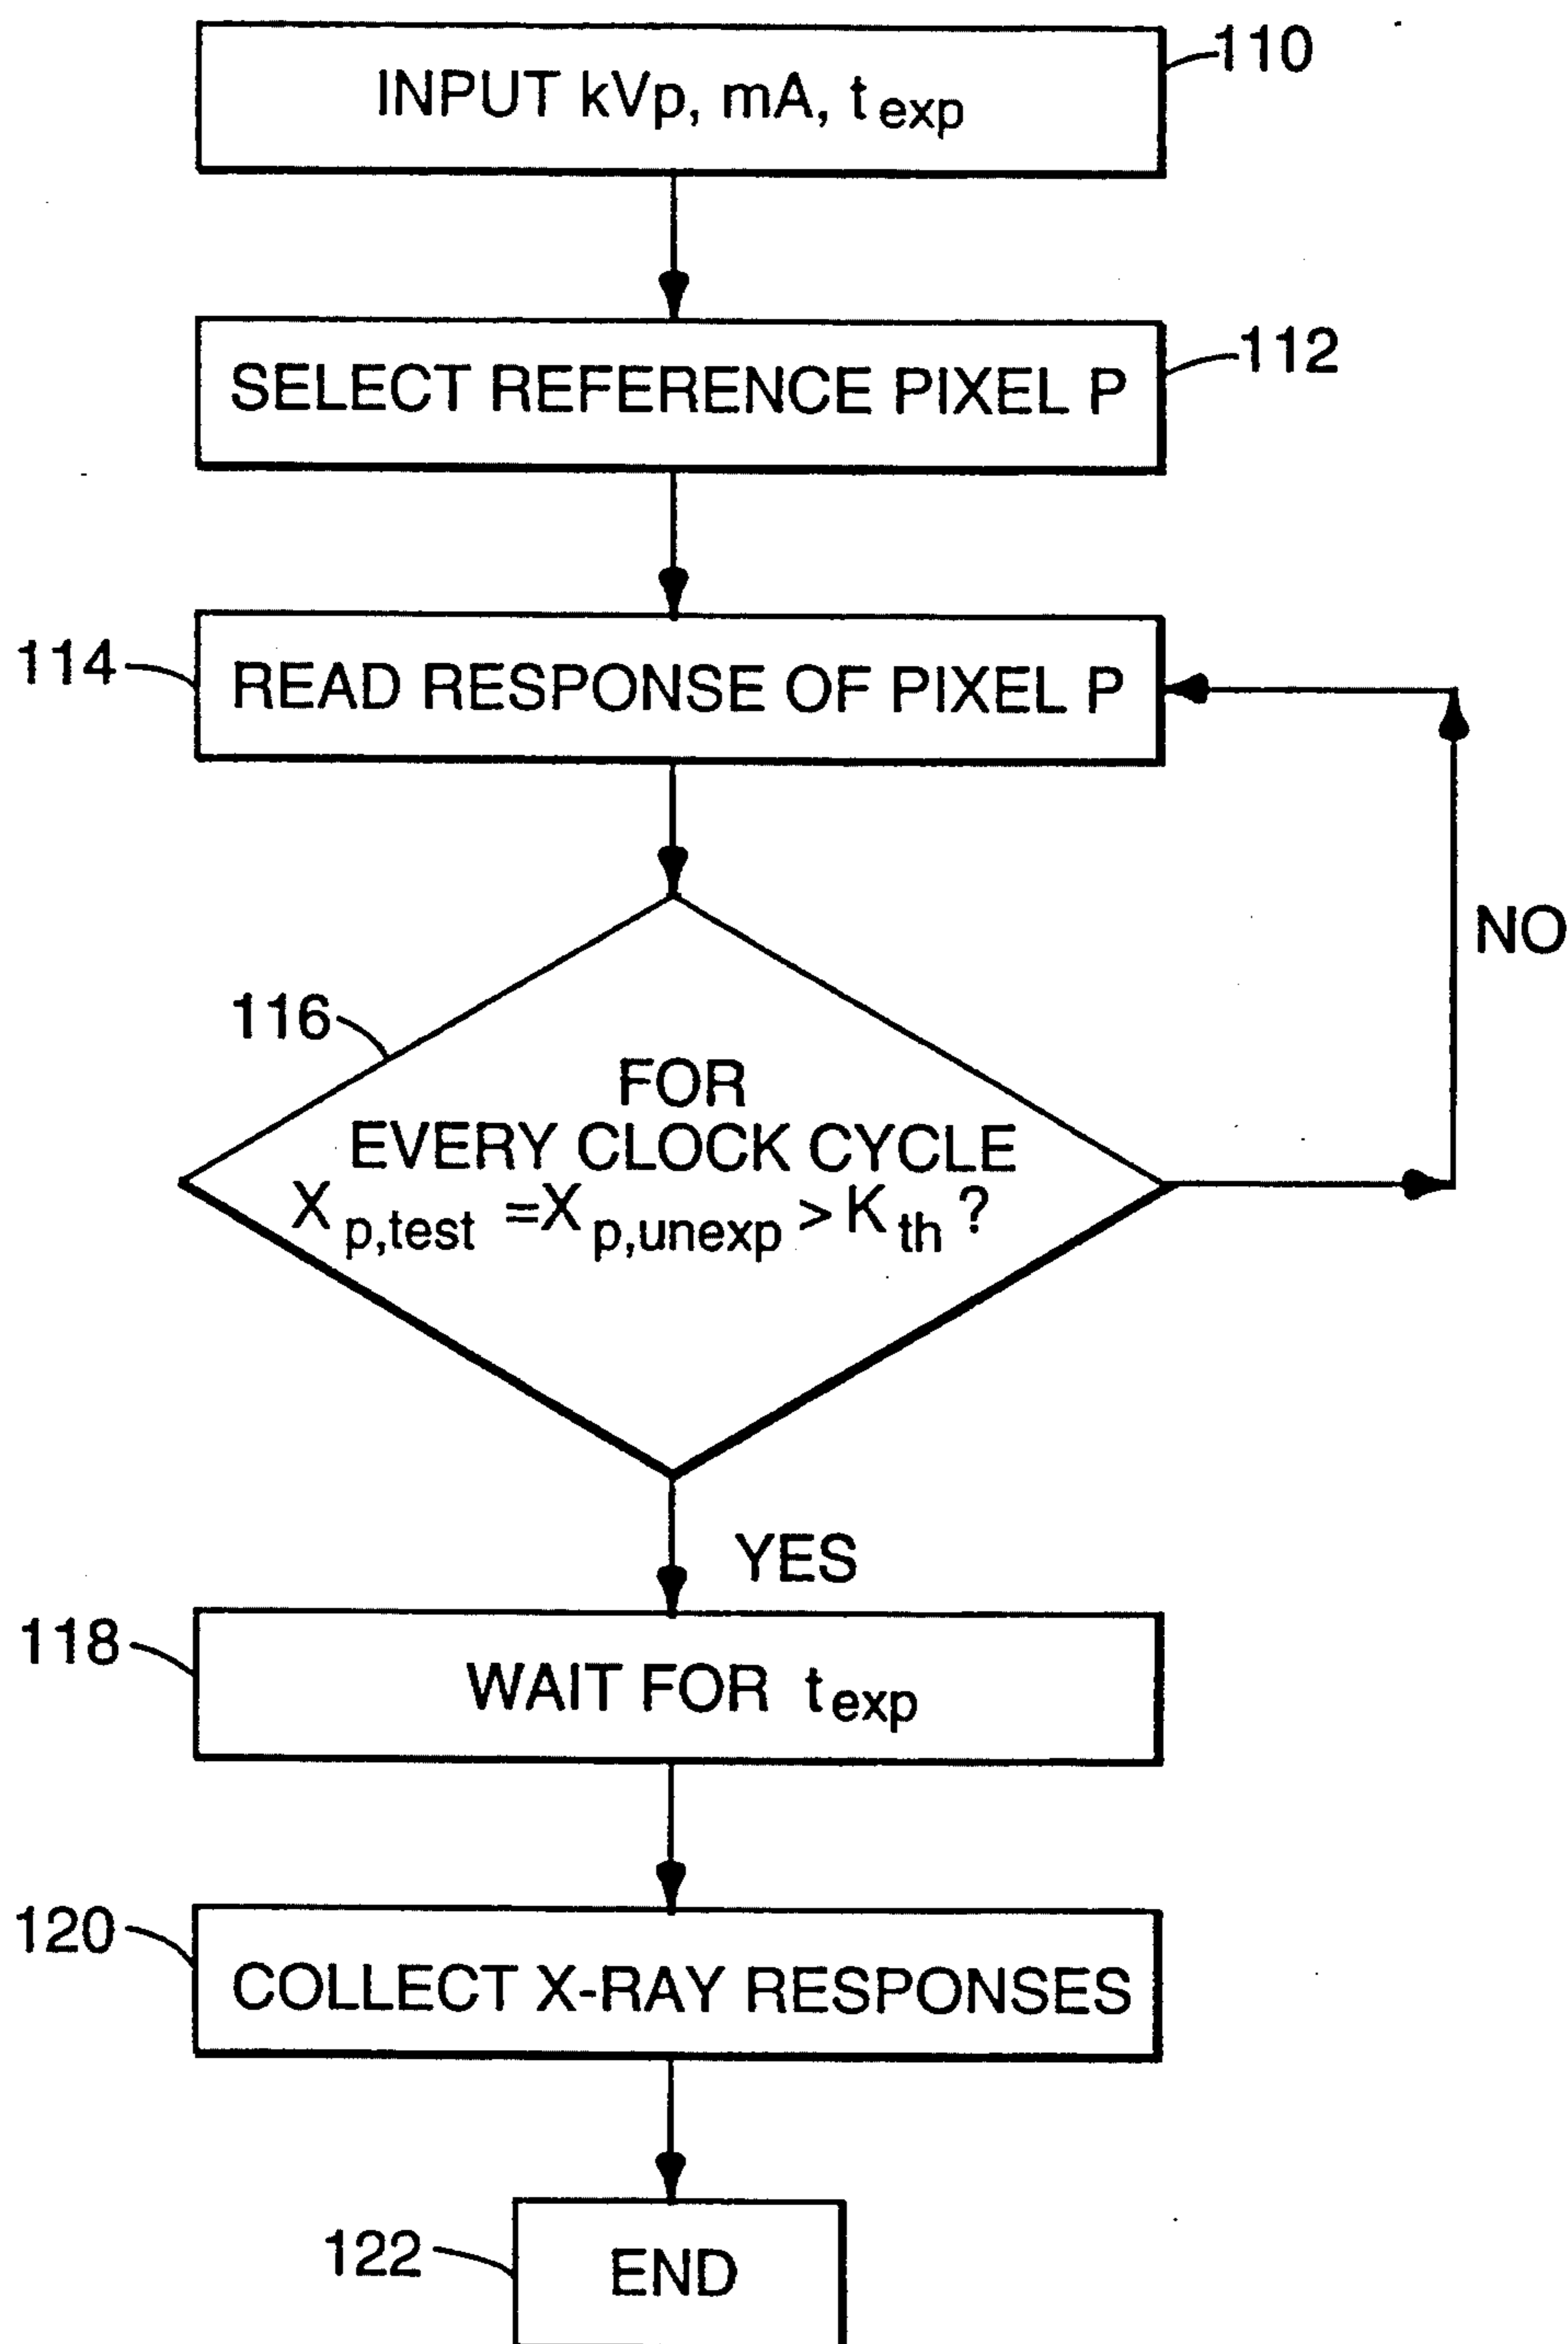 110
INPUT kVp, mA, t exp
112
SELECT REFERENCE PIXEL P
114
READ RESPONSE OF PIXEL P
NO
116
FOR
EVERY CLOCK CYCLE
X p,test =X p,unexp > K th ?
YES
118
WAIT FOR t exp
120
COLLECT X-RAY RESPONSES
122
END